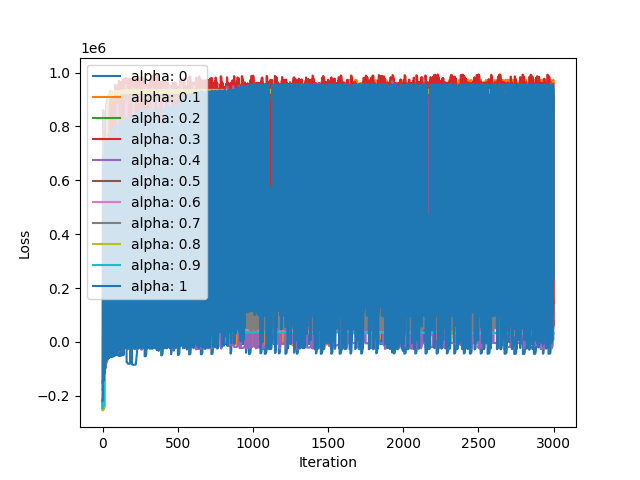 1e6
1.0
0.8
0.6
0.4
0.2
0.0
−0.2
Loss
alpha: 0
alpha: 0.1
alpha: 0.2
alpha: 0.3
alpha: 0.4
alpha: 0.5
alpha: 0.6
alpha: 0.7
alpha: 0.8
alpha: 0.9
alpha: 1
0 500 1000 1500 2000 2500 3000
Iteration